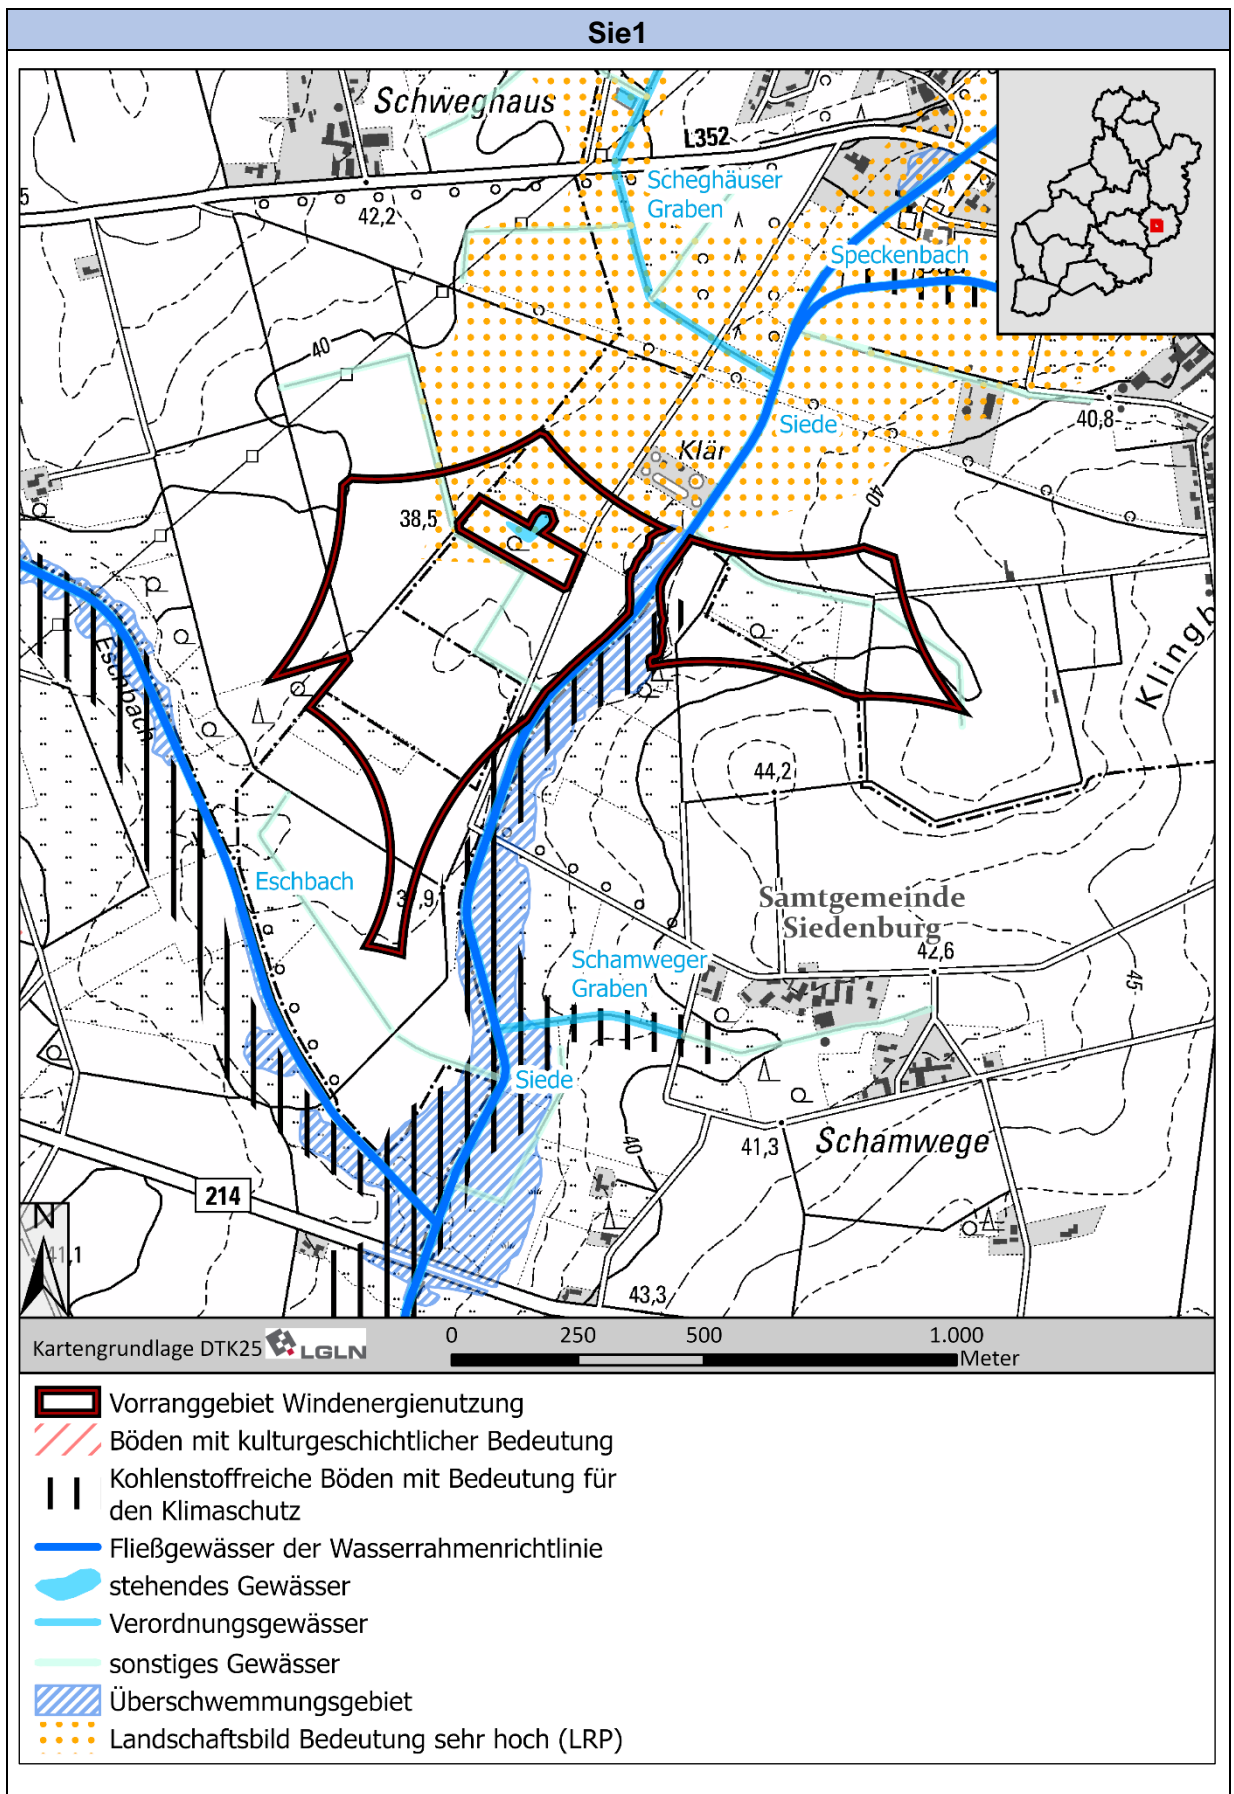 Sie1
Schweghaus
L352
Scheghäuser
Graben
42,2
Speckenbach
40
Siede
40,8
Klär
40
38,5
Eschbach
Klingb
44,2
Eschbach
Samtgemeinde
Siedenburg
42,6
45
Schamweger
Graben
Siede
40
41,3
Schamwege
214
N
41,1
43,3
Kartengrundlage DTK25 LGLN
0 250 500 1.000
Meter
Vorranggebiet Windenergienutzung
Böden mit kulturgeschichtlicher Bedeutung
Kohlenstoffreiche Böden mit Bedeutung für
den Klimaschutz
Fließgewässer der Wasserrahmenrichtlinie
stehendes Gewässer
Verordnungsgewässer
sonstiges Gewässer
Überschwemmungsgebiet
Landschaftsbild Bedeutung sehr hoch (LRP)